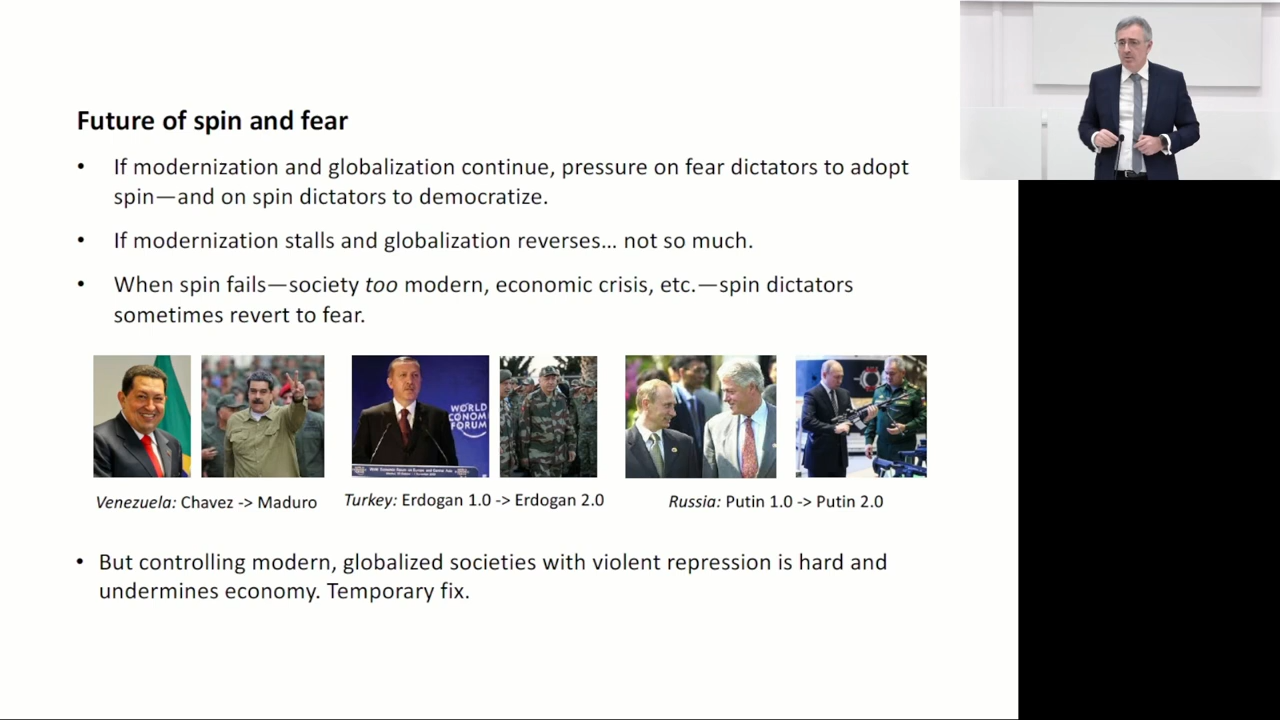 Future of spin and fear
• If modernization and globalization continue, pressure on fear dictators to adopt
spin—and on spin dictators to democratize.
• If modernization stalls and globalization reverses… not so much.
• When spin fails—society too modern, economic crisis, etc.—spin dictators
sometimes revert to fear.
WORLD
ECONOMIC
FORUM
Venezuela: Chavez -> Maduro
Turkey: Erdogan 1.0 -> Erdogan 2.0
Russia: Putin 1.0 -> Putin 2.0
• But controlling modern, globalized societies with violent repression is hard and
undermines economy. Temporary fix.